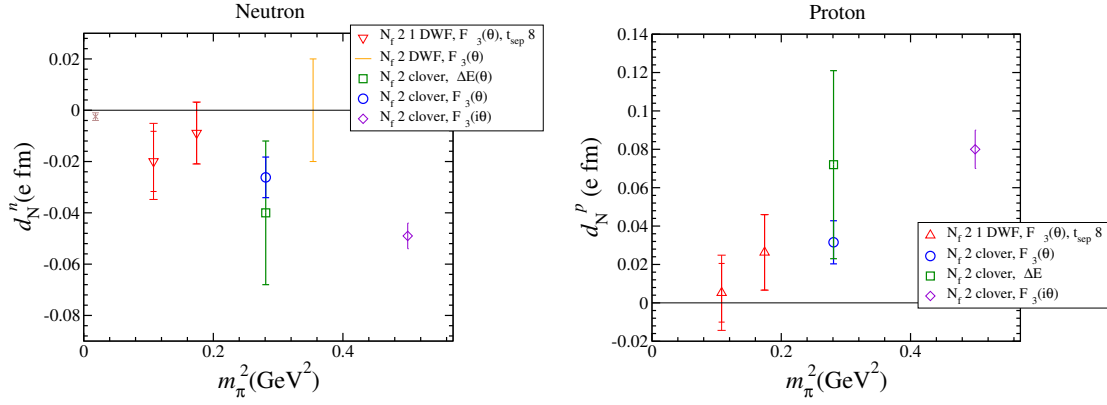 Neutron
N_f 2 1 DWF, F_3(θ), t_sep 8
N_f 2 DWF, F_3(θ)
N_f 2 clover, ΔE(θ)
N_f 2 clover, F_3(θ)
N_f 2 clover, F_3(iθ)
0.02
0
-0.02
-0.04
-0.06
-0.08
d_N^n (e fm)
0 0.2 0.4
m_π^2(GeV^2)
Proton
0.14
0.12
0.1
0.08
0.06
0.04
0.02
0
-0.02
d_N^p (e fm)
N_f 2 1 DWF, F_3(θ), t_sep 8
N_f 2 clover, F_3(θ)
N_f 2 clover, ΔE
N_f 2 clover, F_3(iθ)
0 0.2 0.4
m_π^2(GeV^2)